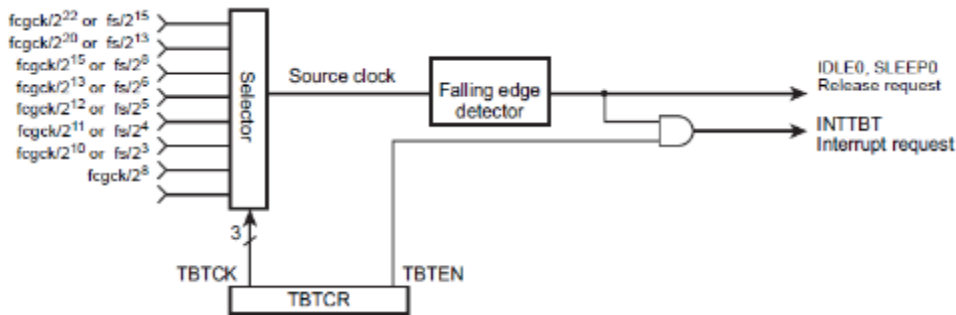 fcgck/2²² or fs/2¹⁵
fcgck/2²⁰ or fs/2¹³
fcgck/2¹⁵ or fs/2⁸
fcgck/2¹³ or fs/2⁶
fcgck/2¹² or fs/2⁵
fcgck/2¹¹ or fs/2⁴
fcgck/2¹⁰ or fs/2³
fcgck/2⁸
Selector
Source clock
Falling edge
detector
IDLE0, SLEEP0
Release request
INTTBT
Interrupt request
3
TBTCK
TBTEN
TBTCR